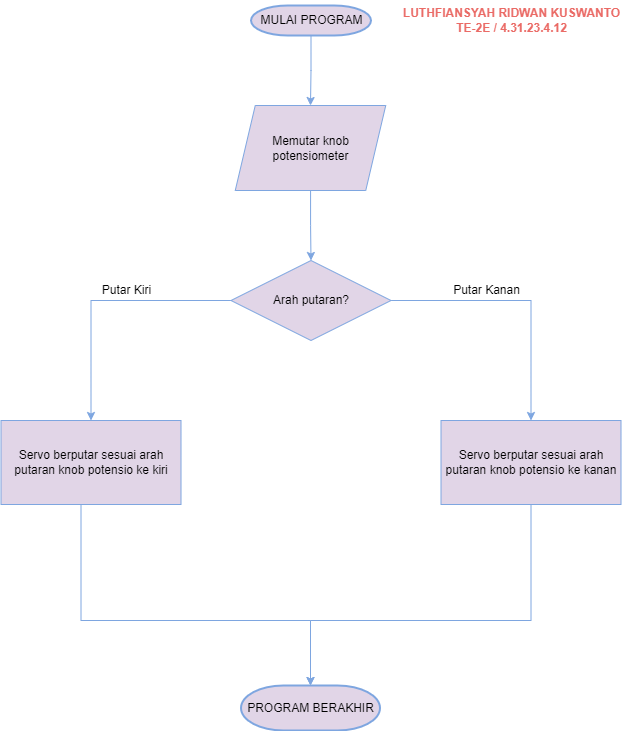 MULAI PROGRAM
LUTHFIANSYAH RIDWAN KUSWANTO
TE-2E / 4.31.23.4.12
Memutar knob
potensiometer
Arah putaran?
Putar Kiri
Putar Kanan
Servo berputar sesuai arah
putaran knob potensio ke kiri
Servo berputar sesuai arah
putaran knob potensio ke kanan
PROGRAM BERAKHIR